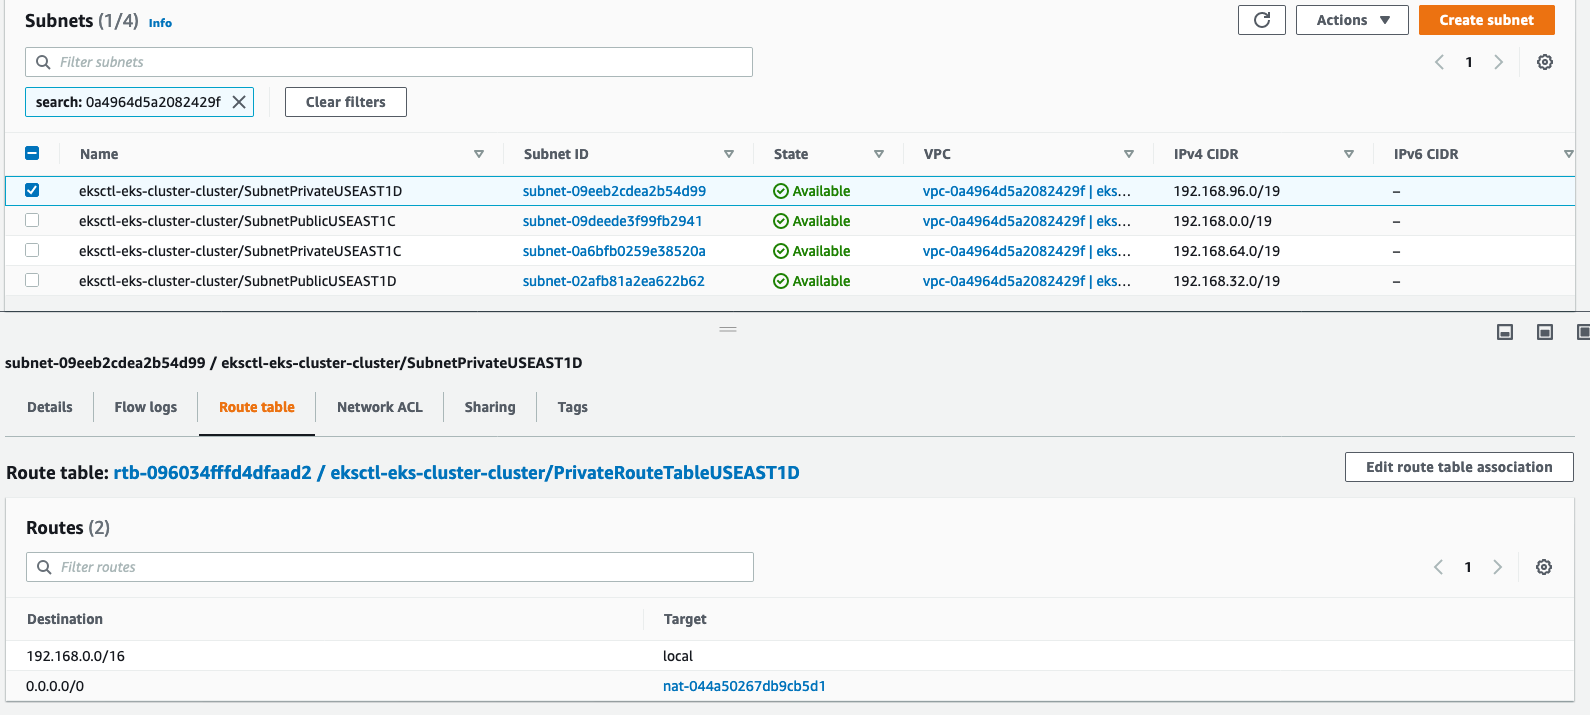 Subnets (1/4) Info
Actions ▼
Create subnet
Filter subnets
1
search: 0a4964d5a2082429f
Clear filters
Name Subnet ID State VPC IPv4 CIDR IPv6 CIDR
eksctl-eks-cluster-cluster/SubnetPrivateUSEAST1D subnet-09eeb2cdea2b54d99 Available vpc-0a4964d5a2082429f | eks... 192.168.96.0/19 –
eksctl-eks-cluster-cluster/SubnetPublicUSEAST1C subnet-09deede3f99fb2941 Available vpc-0a4964d5a2082429f | eks... 192.168.0.0/19 –
eksctl-eks-cluster-cluster/SubnetPrivateUSEAST1C subnet-0a6bfb0259e38520a Available vpc-0a4964d5a2082429f | eks... 192.168.64.0/19 –
eksctl-eks-cluster-cluster/SubnetPublicUSEAST1D subnet-02afb81a2ea622b62 Available vpc-0a4964d5a2082429f | eks... 192.168.32.0/19 –
subnet-09eeb2cdea2b54d99 / eksctl-eks-cluster-cluster/SubnetPrivateUSEAST1D
Details Flow logs Route table Network ACL Sharing Tags
Route table: rtb-096034fffd4dfaad2 / eksctl-eks-cluster-cluster/PrivateRouteTableUSEAST1D
Edit route table association
Routes (2)
Filter routes
1
Destination Target
192.168.0.0/16 local
0.0.0.0/0 nat-044a50267db9cb5d1